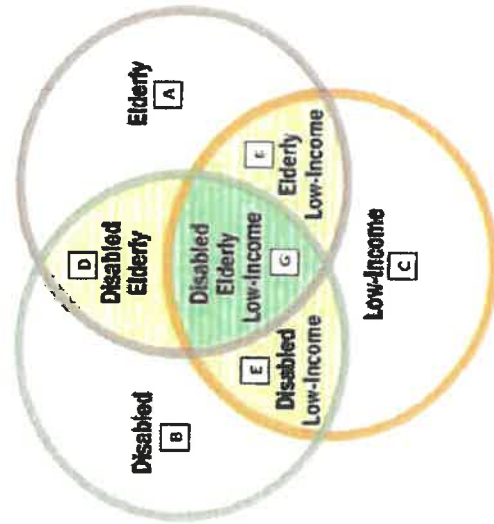 Elderly
A
Disabled
B
D
Disabled
Elderly
Disabled
Elderly
Low-Income
G
E
Disabled
Low-Income
Elderly
Low-Income
Low-Income
C